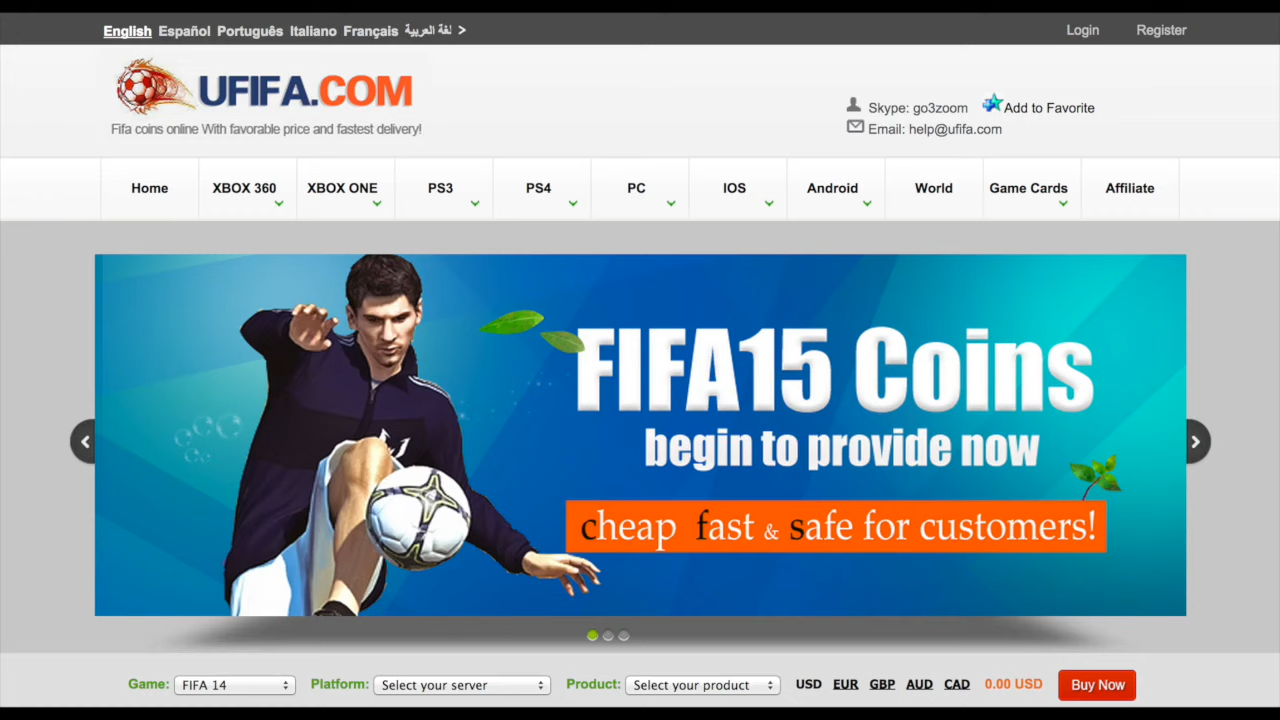 English Español Português Italiano Français لغة العربية >
Login Register
UFIFA.COM
Fifa coins online With favorable price and fastest delivery!
Skype: go3zoom Add to Favorite
Email: help@ufifa.com
Home XBOX 360 XBOX ONE PS3 PS4 PC IOS Android World Game Cards Affiliate
FIFA15 Coins
begin to provide now
cheap fast & safe for customers!
Game: FIFA 14 Platform: Select your server Product: Select your product USD EUR GBP AUD CAD 0.00 USD Buy Now